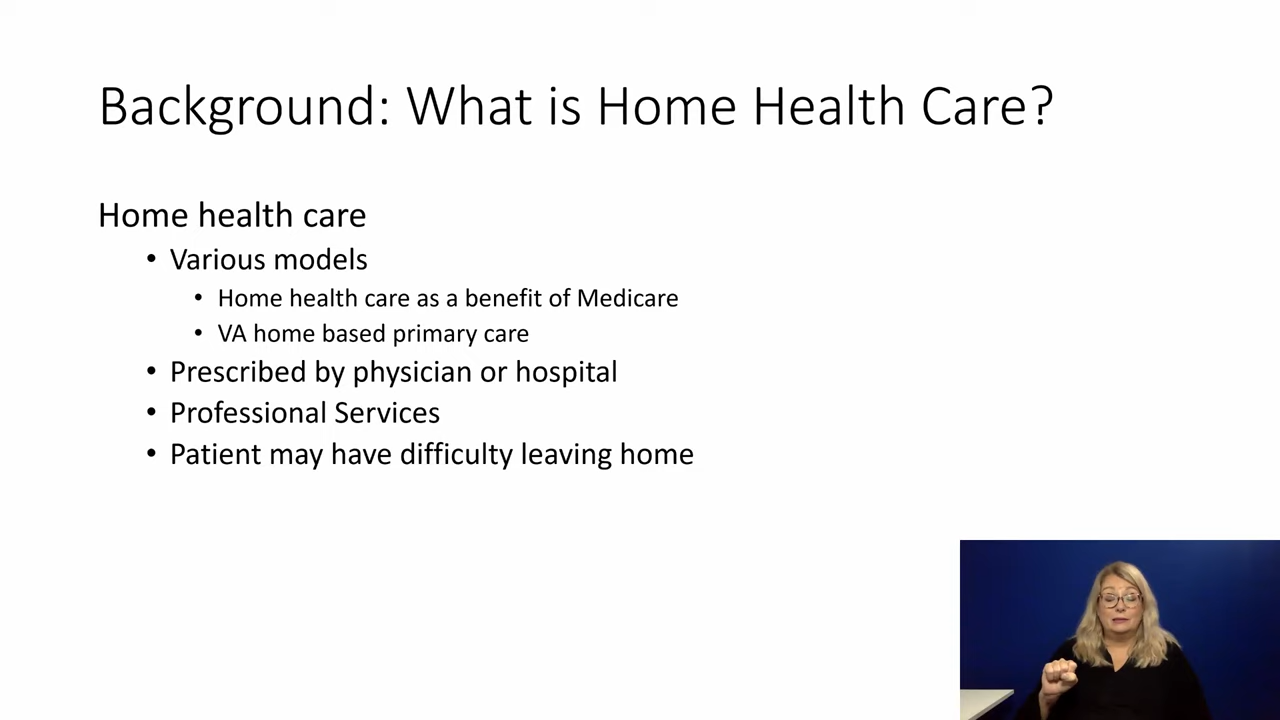 Background: What is Home Health Care?
Home health care
• Various models
• Home health care as a benefit of Medicare
• VA home based primary care
• Prescribed by physician or hospital
• Professional Services
• Patient may have difficulty leaving home